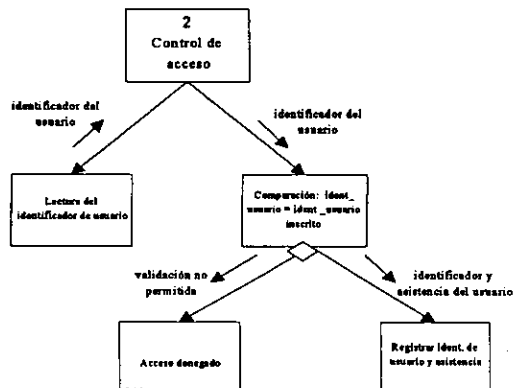 2
Control de
acceso
identificador del
usuario
identificador del
usuario
Lectura del
identificador de usuario
Comparación: Ident_
usuario = ident_usuario
inscrito
validación no
permitida
identificador y
asistencia del usuario
Acceso denegado
Registrar Ident. de
usuario y asistencia